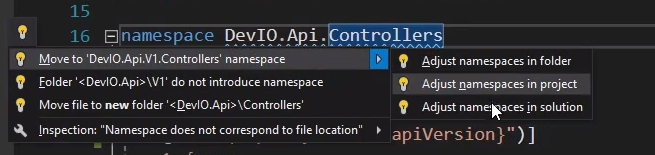 15
16 namespace DevIO.Api.Controllers
Move to 'DevIO.Api.V1.Controllers' namespace
Folder '<DevIO.Api>\V1' do not introduce namespace
Move file to new folder '<DevIO.Api>\Controllers'
Inspection: "Namespace does not correspond to file location"
Adjust namespaces in folder
Adjust namespaces in project
Adjust namespaces in solution
apiVersion}")]